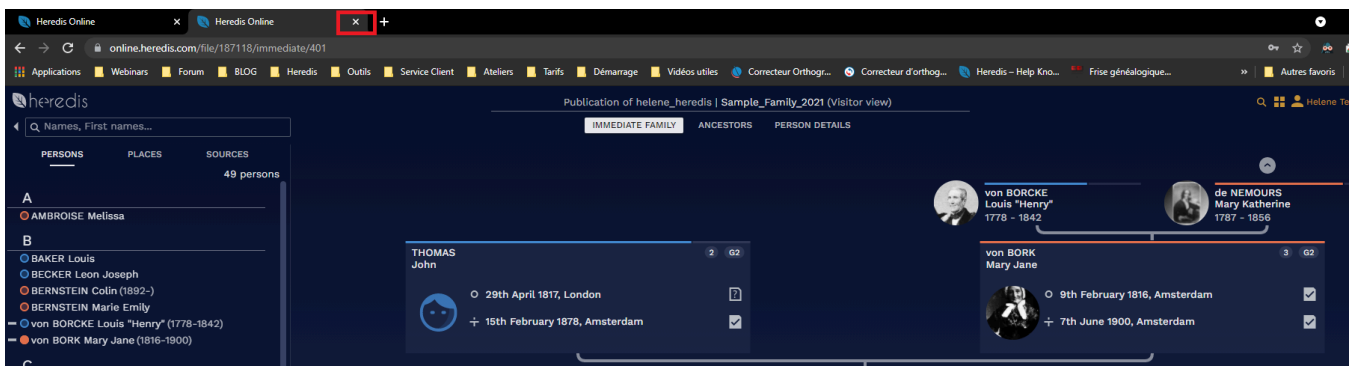 Heredis Online
Heredis Online
online.heredis.com/file/187118/immediate/401
Applications Webinars Forum BLOG Heredis Outils Service Client Ateliers Tarifs Démarrage Vidéos utiles Correcteur Orthogr... Correcteur d'orthog... Heredis – Help Kno... Frise généalogique... » Autres favoris
heredis
Publication of helene_heredis | Sample_Family_2021 (Visitor view)
Helene Te
Names, First names...
IMMEDIATE FAMILY ANCESTORS PERSON DETAILS
PERSONS PLACES SOURCES
49 persons
A
AMBROISE Melissa
B
BAKER Louis
BECKER Leon Joseph
BERNSTEIN Colin (1892-)
BERNSTEIN Marie Emily
von BORCKE Louis "Henry" (1778-1842)
von BORK Mary Jane (1816-1900)
C
von BORCKE
Louis "Henry"
1778 - 1842
de NEMOURS
Mary Katherine
1787 - 1856
THOMAS 2 G2
John
29th April 1817, London
?
15th February 1878, Amsterdam
von BORK 3 G2
Mary Jane
9th February 1816, Amsterdam
7th June 1900, Amsterdam